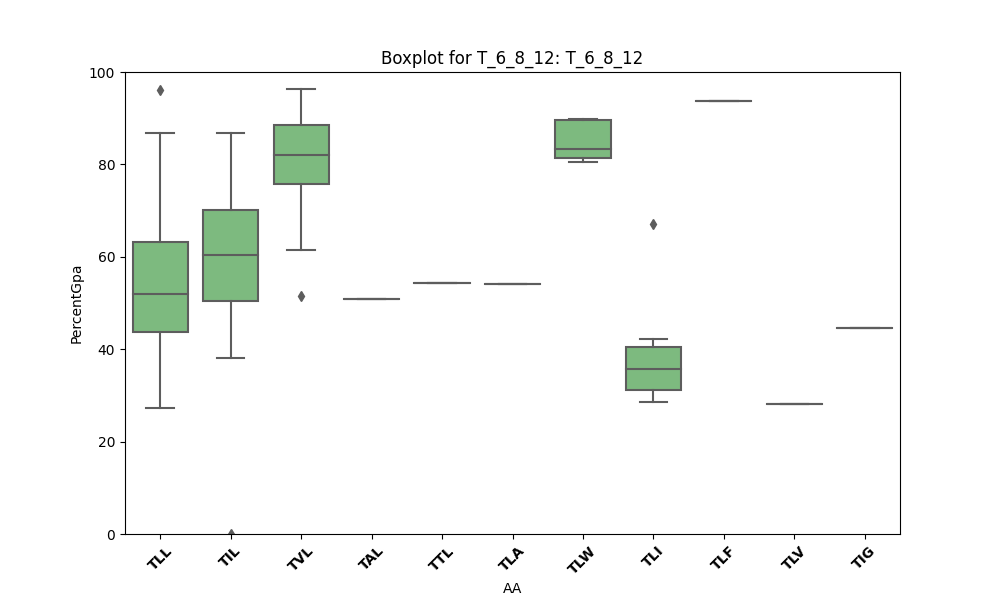 Boxplot for T_6_8_12: T_6_8_12
100
80
60
40
20
0
PercentGpa
TLL TIL TVL TAL TTL TLA TLW TLI TLF TLV TIG
AA